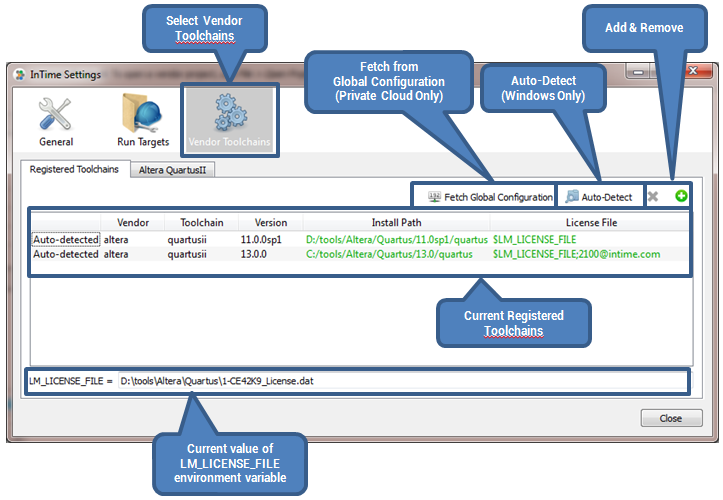 Select Vendor
Toolchains
Fetch from
Global Configuration
(Private Cloud Only)
Auto-Detect
(Windows Only)
Add & Remove
InTime Settings
General
Run Targets
Vendor Toolchains
Registered Toolchains
Altera QuartusII
Fetch Global Configuration
Auto-Detect
Vendor Toolchain Version Install Path License File
Auto-detected altera quartusii 11.0.0sp1 D:/tools/Altera/Quartus/11.0sp1/quartus $LM_LICENSE_FILE
Auto-detected altera quartusii 13.0.0 C:/tools/Altera/Quartus/13.0/quartus $LM_LICENSE_FILE;2100@intime.com
Current Registered
Toolchains
LM_LICENSE_FILE = D:\tools\Altera\Quartus\1-CE42K9_License.dat
Close
Current value of
LM_LICENSE_FILE
environment variable